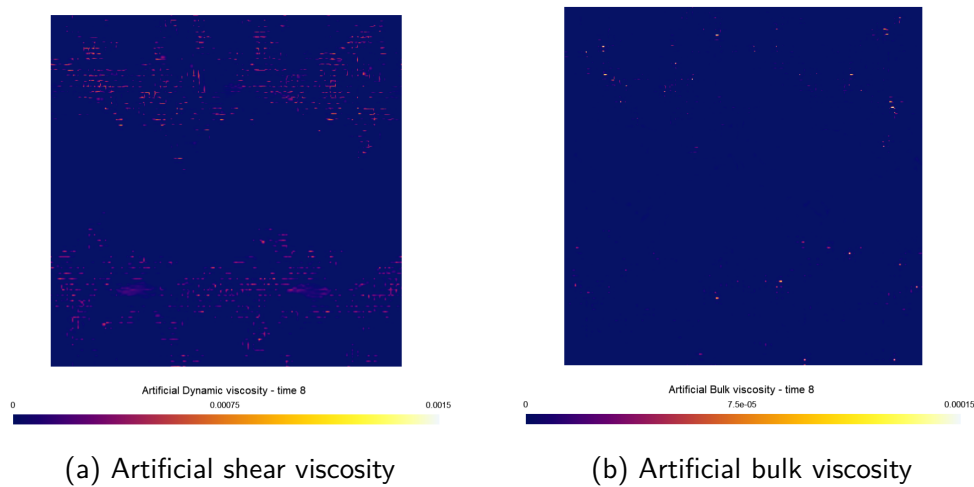 Artificial Dynamic viscosity - time 8
0 0.00075 0.0015
(a) Artificial shear viscosity
Artificial Bulk viscosity - time 8
0 7.5e-05 0.00015
(b) Artificial bulk viscosity